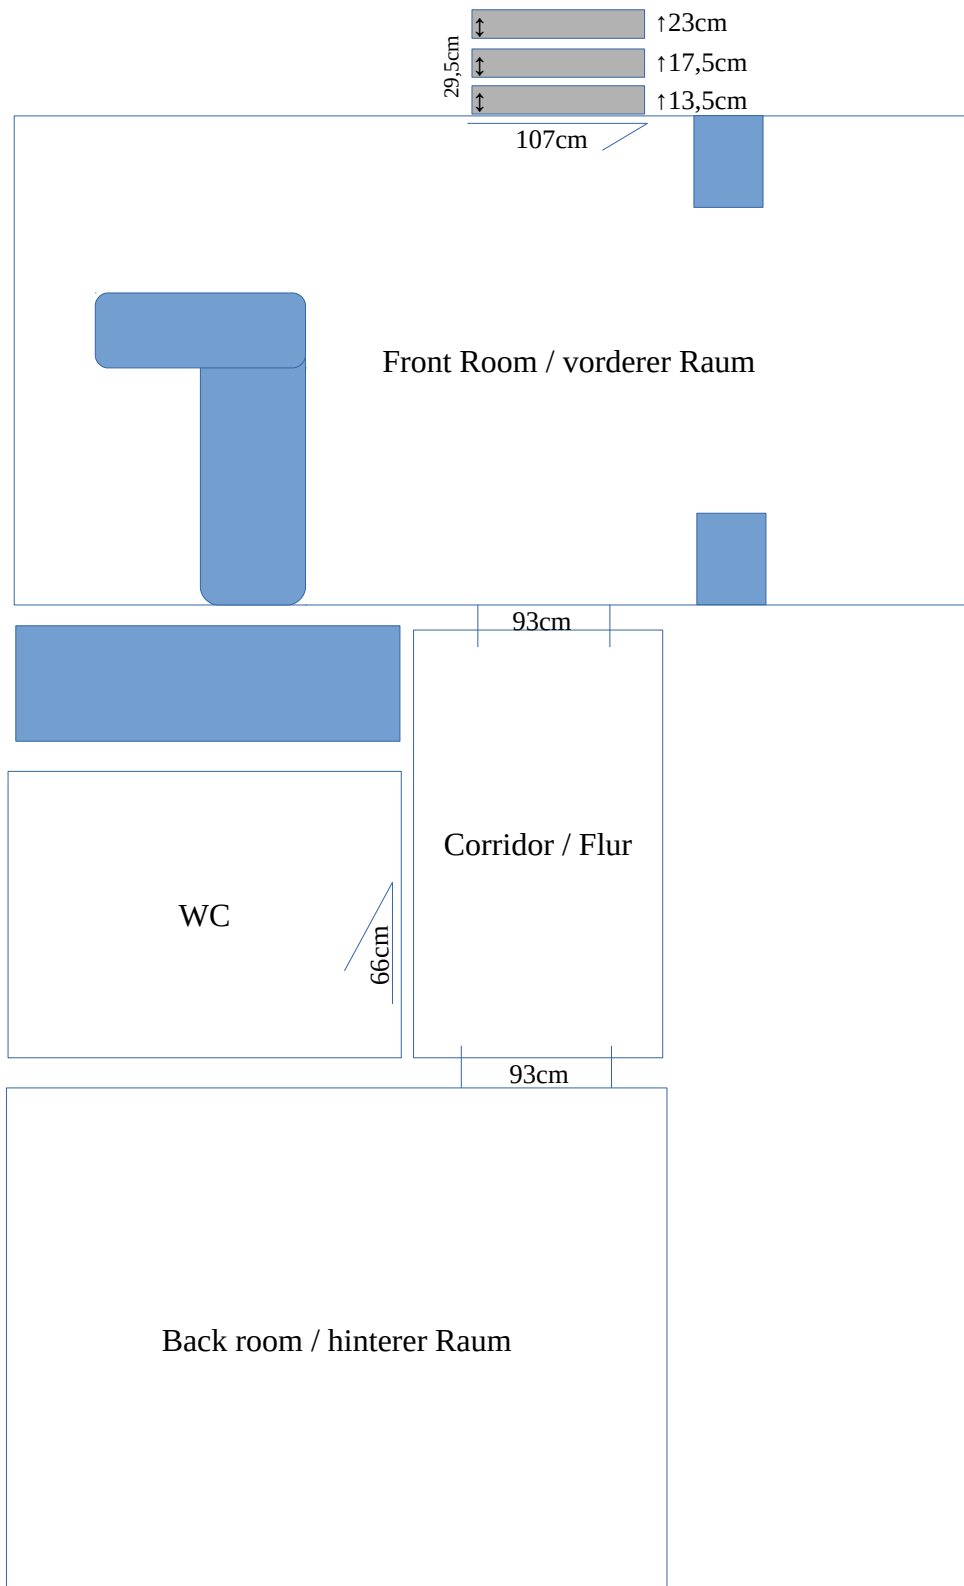 ↑23cm
29,5cm
↑17,5cm
↑13,5cm
107cm
Front Room / vorderer Raum
93cm
Corridor / Flur
WC
66cm
93cm
Back room / hinterer Raum